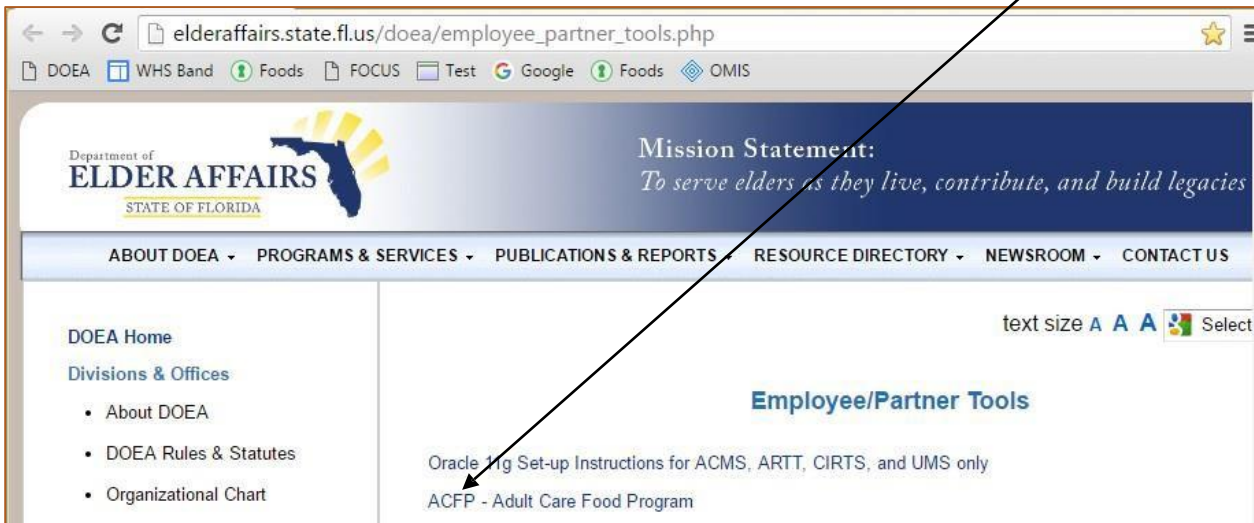 elderaffairs.state.fl.us/doea/employee_partner_tools.php
DOEA WHS Band Foods FOCUS Test Google Foods OMIS
Department of
ELDER AFFAIRS
STATE OF FLORIDA
Mission Statement:
To serve elders as they live, contribute, and build legacies
ABOUT DOEA PROGRAMS & SERVICES PUBLICATIONS & REPORTS RESOURCE DIRECTORY NEWSROOM CONTACT US
text size A A A Select
DOEA Home
Divisions & Offices
• About DOEA
• DOEA Rules & Statutes
• Organizational Chart
Employee/Partner Tools
Oracle 11g Set-up Instructions for ACMS, ARTT, CIRTS, and UMS only
ACFP - Adult Care Food Program